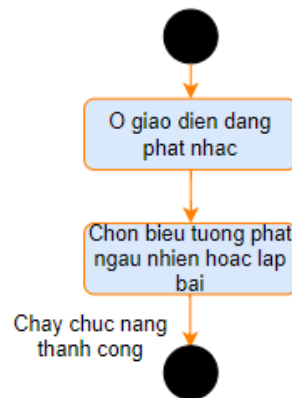 O giao dien dang
phat nhac
Chon bieu tuong phat
ngau nhien hoac lap
bai
Chay chuc nang
thanh cong